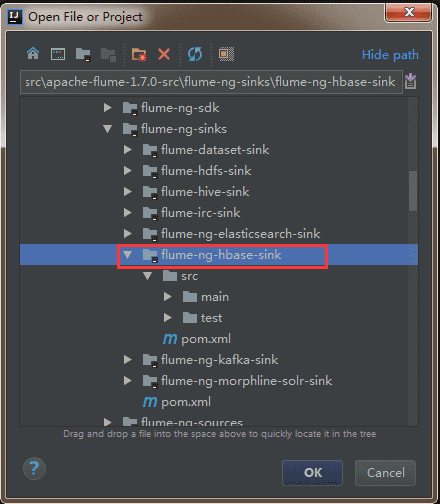 Open File or Project
Hide path
src\apache-flume-1.7.0-src\flume-ng-sinks\flume-ng-hbase-sink
flume-ng-sdk
flume-ng-sinks
flume-dataset-sink
flume-hdfs-sink
flume-hive-sink
flume-irc-sink
flume-ng-elasticsearch-sink
flume-ng-hbase-sink
src
main
test
m pom.xml
flume-ng-kafka-sink
flume-ng-morphline-solr-sink
m pom.xml
flume-ng-sources
Drag and drop a file into the space above to quickly locate it in the tree
? OK Cancel